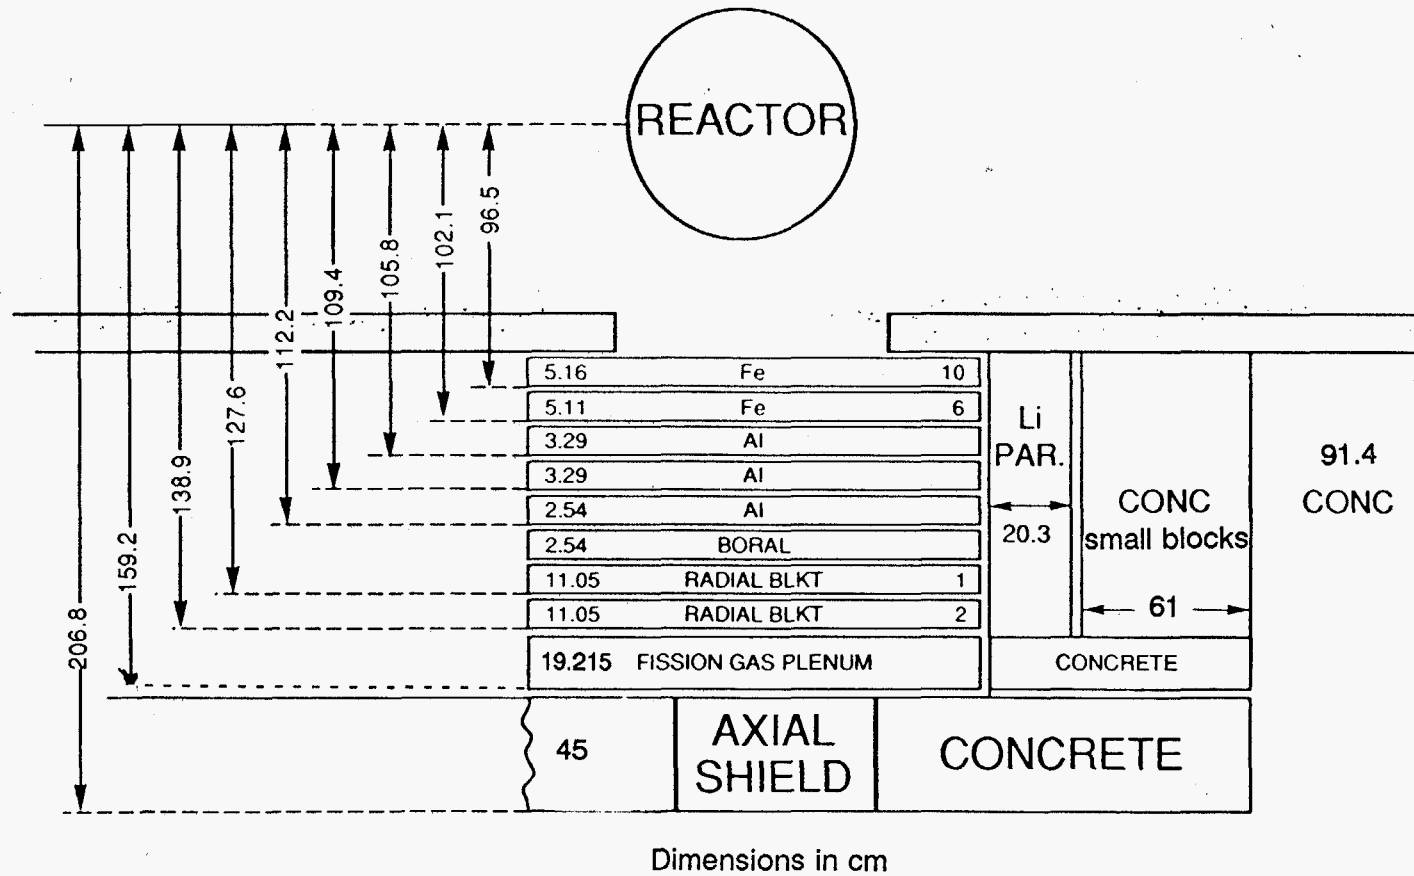 REACTOR
96.5
102.1
105.8
109.4
112.2
127.6
138.9
159.2
206.8
5.16 Fe 10
5.11 Fe 6
3.29 Al
3.29 Al
2.54 Al
2.54 BORAL
11.05 RADIAL BLKT 1
11.05 RADIAL BLKT 2
19.215 FISSION GAS PLENUM
Li
PAR.
20.3
CONC
small blocks
61
91.4
CONC
CONCRETE
45
AXIAL
SHIELD
CONCRETE
Dimensions in cm